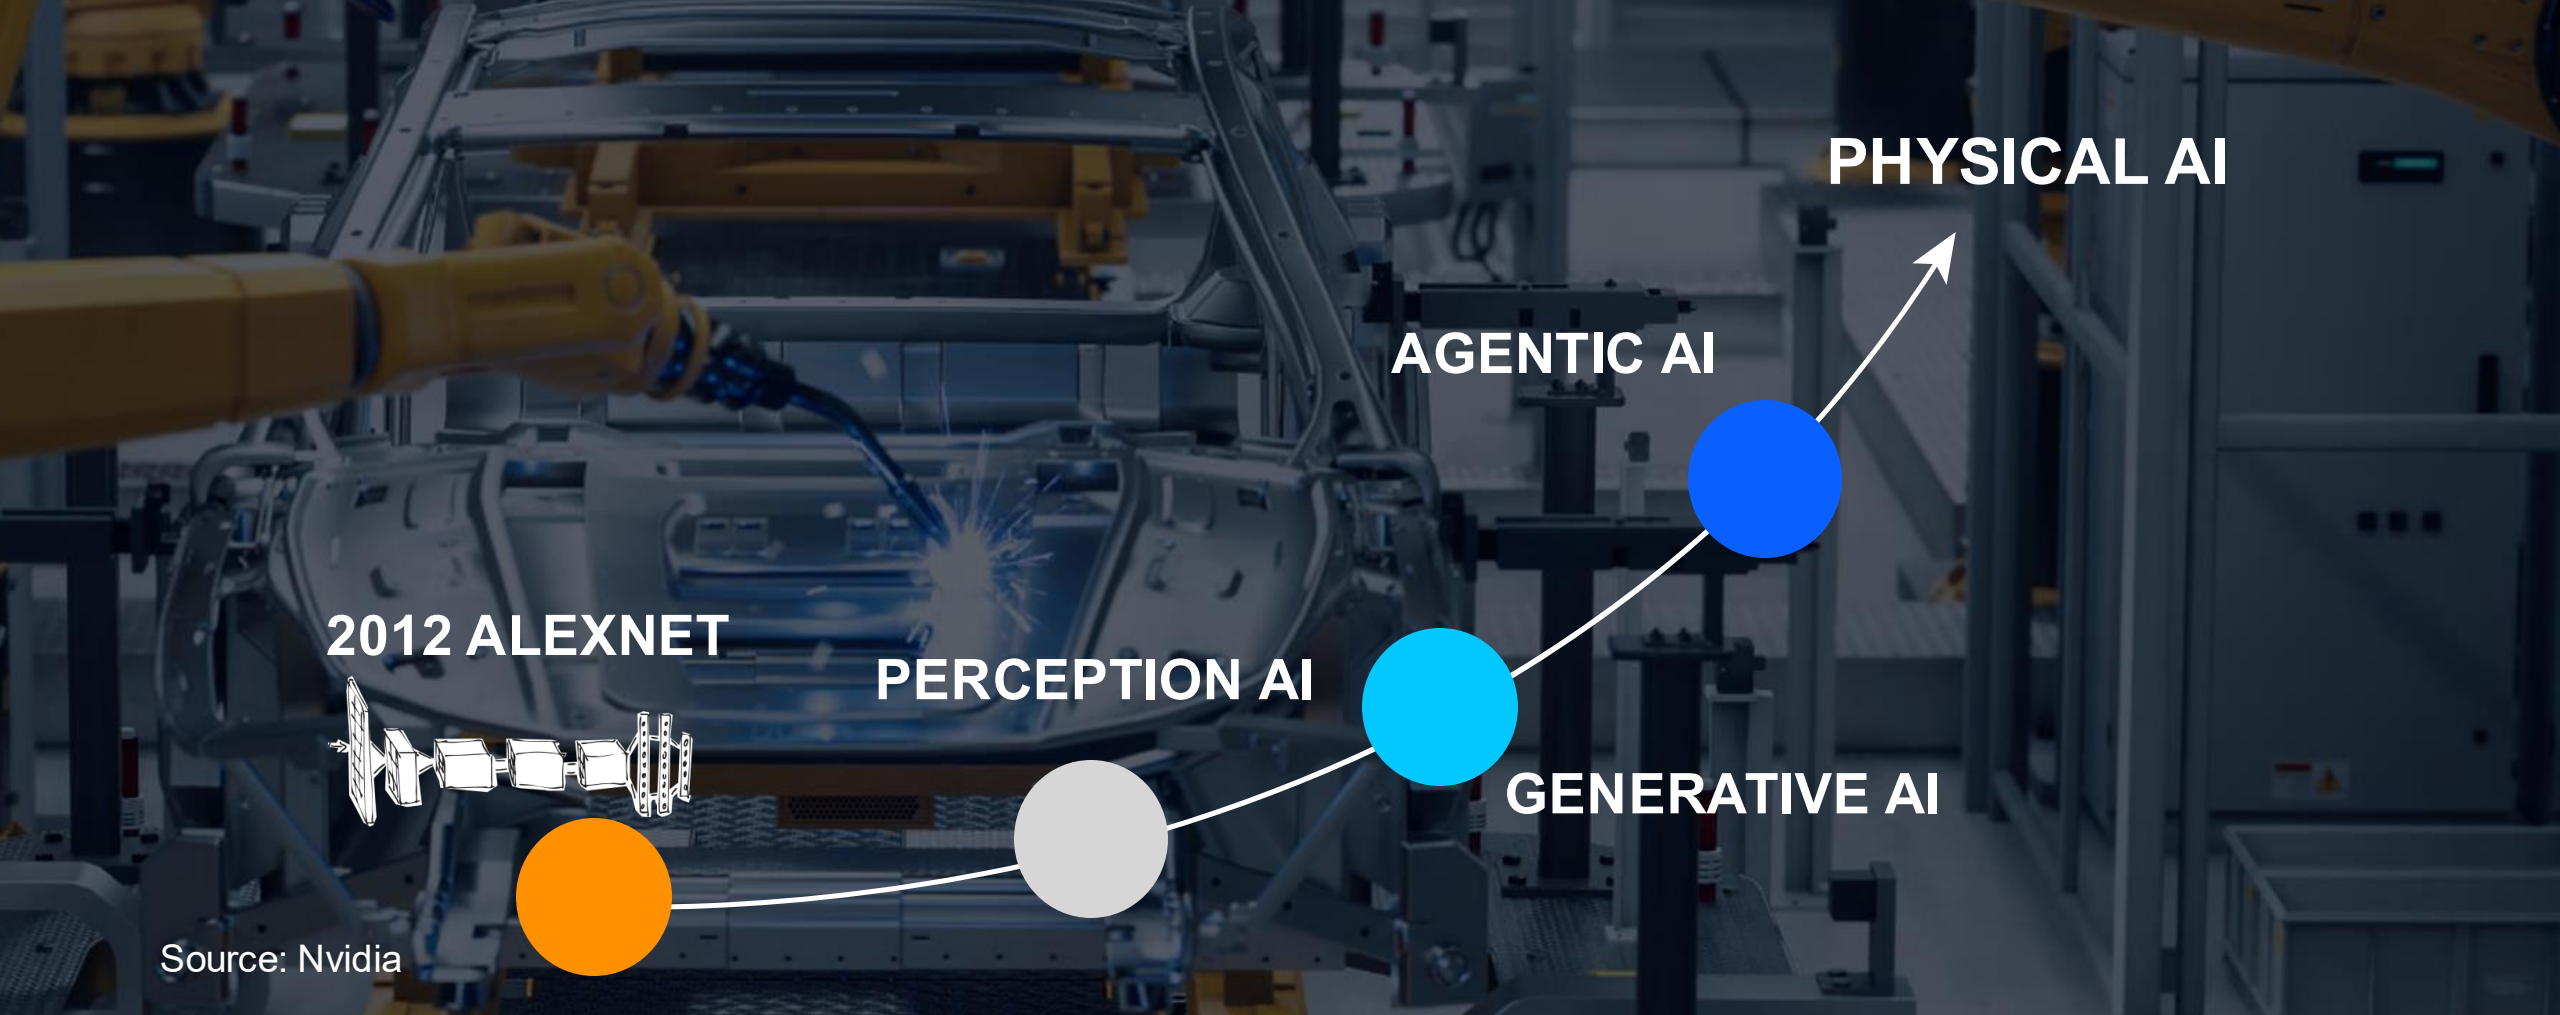 PHYSICAL AI
AGENTIC AI
2012 ALEXNET
PERCEPTION AI
GENERATIVE AI
Source: Nvidia